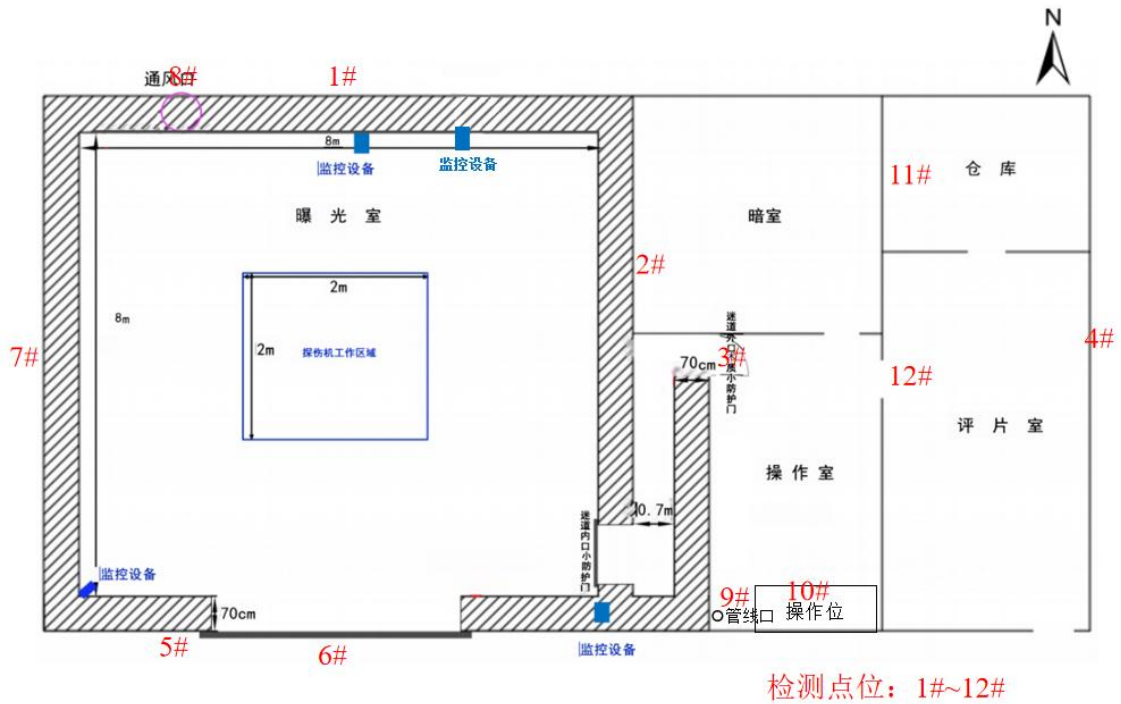 N
通风口
8#
1#
8m
监控设备
监控设备
11#
仓 库
曝 光 室
暗室
2#
2m
8m
2m
探伤机工作区域
7#
迷道外口木质小防护门
3#
4#
70cm
12#
评 片 室
操 作 室
0.7m
迷道内口小防护门
监控设备
9#
10#
70cm
管线口
操作位
5#
6#
监控设备
检测点位：1#~12#